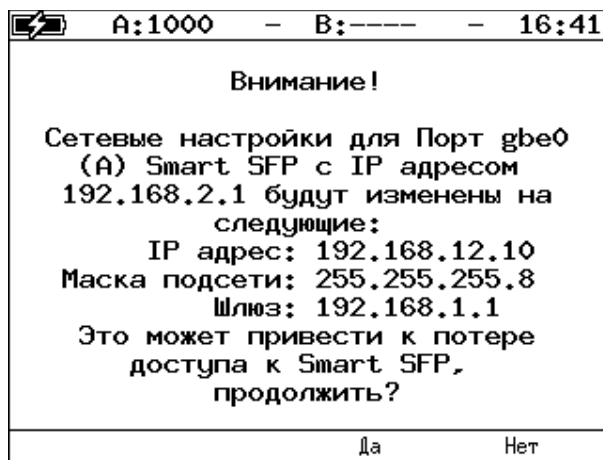 A:1000 – B:---- – 16:41
Внимание!
Сетевые настройки для Порт gbe0
(A) Smart SFP с IP адресом
192.168.2.1 будут изменены на
следующие:
IP адрес: 192.168.12.10
Маска подсети: 255.255.255.8
Шлюз: 192.168.1.1
Это может привести к потере
доступа к Smart SFP,
продолжить?
Да Нет